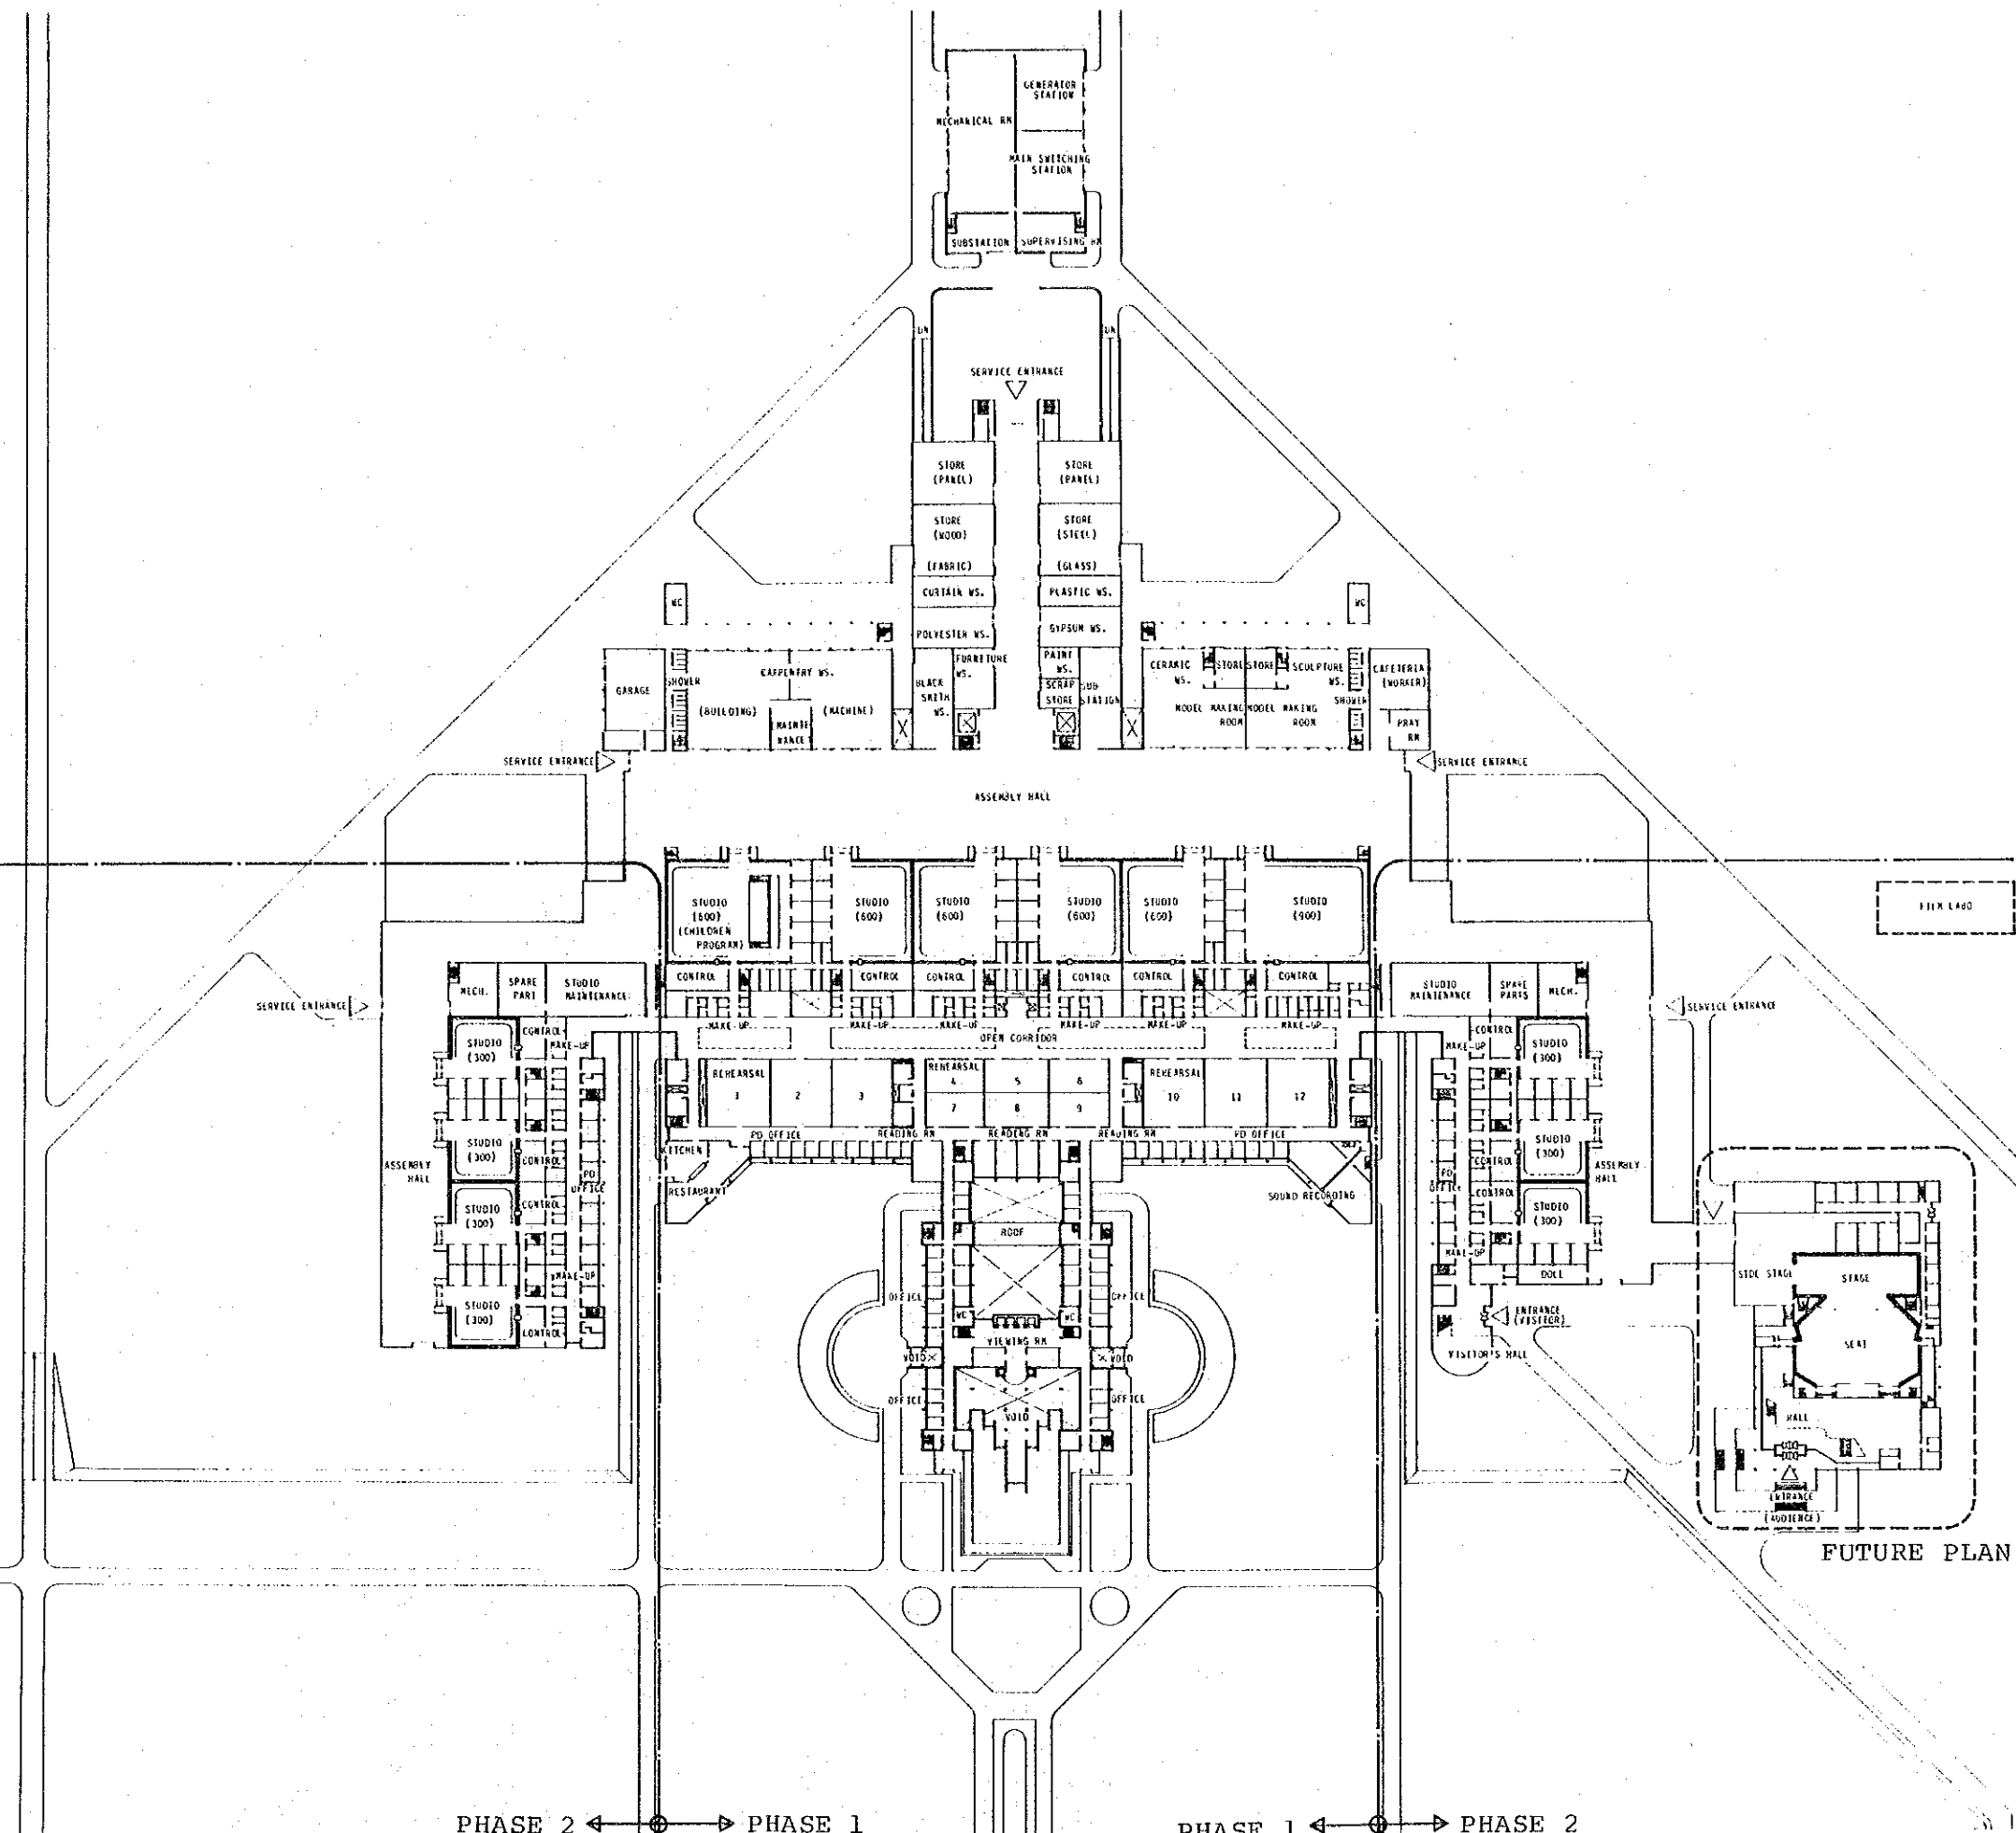 GENERATOR
STATION
MECHANICAL RM
MAIN SWITCHING
STATION
SUBSTATION
SUPERVISING RM
DN
DN
SERVICE ENTRANCE
STORE
(PANEL)
STORE
(PANEL)
STORE
(WOOD)
STORE
(STEEL)
(FABRIC)
(GLASS)
CURTAIN WS.
PLASTIC WS.
WC
WC
POLYESTER WS.
GYPSUM WS.
GARAGE
SHOWER
CARPENTRY WS.
(BUILDING)
MAINTE
NANCE
(MACHINE)
BLACK
SMITH
WS.
FURNITURE
WS.
PAINT
WS.
SCRAP
STORE
SUB
STATION
CERAMIC
WS.
STORE
STORE
SCULPTURE
WS.
MODEL MAKING
ROOM
MODEL MAKING
ROOM
SHOWER
CAFETERIA
(WORKER)
PRAY
RM
SERVICE ENTRANCE
SERVICE ENTRANCE
ASSEMBLY HALL
STUDIO
(600)
(CHILDREN
PROGRAM)
STUDIO
(600)
STUDIO
(600)
STUDIO
(600)
STUDIO
(600)
STUDIO
(900)
FILM LABO
CONTROL
CONTROL
CONTROL
CONTROL
CONTROL
CONTROL
MECH.
SPARE
PART
STUDIO
MAINTENANCE
STUDIO
MAINTENANCE
SPARE
PARTS
MECH.
SERVICE ENTRANCE
SERVICE ENTRANCE
MAKE-UP
MAKE-UP
MAKE-UP
MAKE-UP
MAKE-UP
MAKE-UP
OPEN CORRIDOR
STUDIO
(300)
CONTROL
MAKE-UP
STUDIO
(300)
CONTROL
PD
OFFICE
ASSEMBLY
HALL
STUDIO
(300)
CONTROL
MAKE-UP
STUDIO
(300)
CONTROL
REHEARSAL
1
2
3
REHEARSAL
4
5
6
7
8
9
REHEARSAL
10
11
12
PD OFFICE
READING RM
READING RM
READING RM
PD OFFICE
KITCHEN
RESTAURANT
SOUND RECORDING
ROOF
OFFICE
OFFICE
WC
WC
VIEWING RM
VOID
VOID
OFFICE
OFFICE
VOID
MAKE-UP
CONTROL
STUDIO
(300)
CONTROL
STUDIO
(300)
PD
OFFICE
CONTROL
STUDIO
(300)
ASSEMBLY
HALL
MAKE-UP
DOLL
ENTRANCE
(VISITOR)
VISITOR'S HALL
SIDE STAGE
STAGE
SEAT
HALL
ENTRANCE
(AUDIENCE)
FUTURE PLAN
PHASE 2
PHASE 1
PHASE 1
PHASE 2